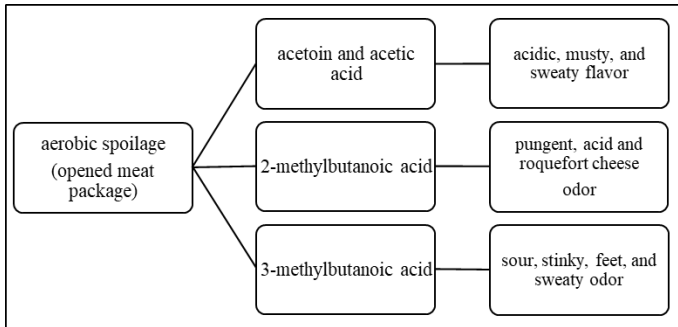 acetoin and acetic
acid
acidic, musty, and
sweaty flavor
aerobic spoilage
(opened meat
package)
2-methylbutanoic acid
pungent, acid and
roquefort cheese
odor
3-methylbutanoic acid
sour, stinky, feet, and
sweaty odor